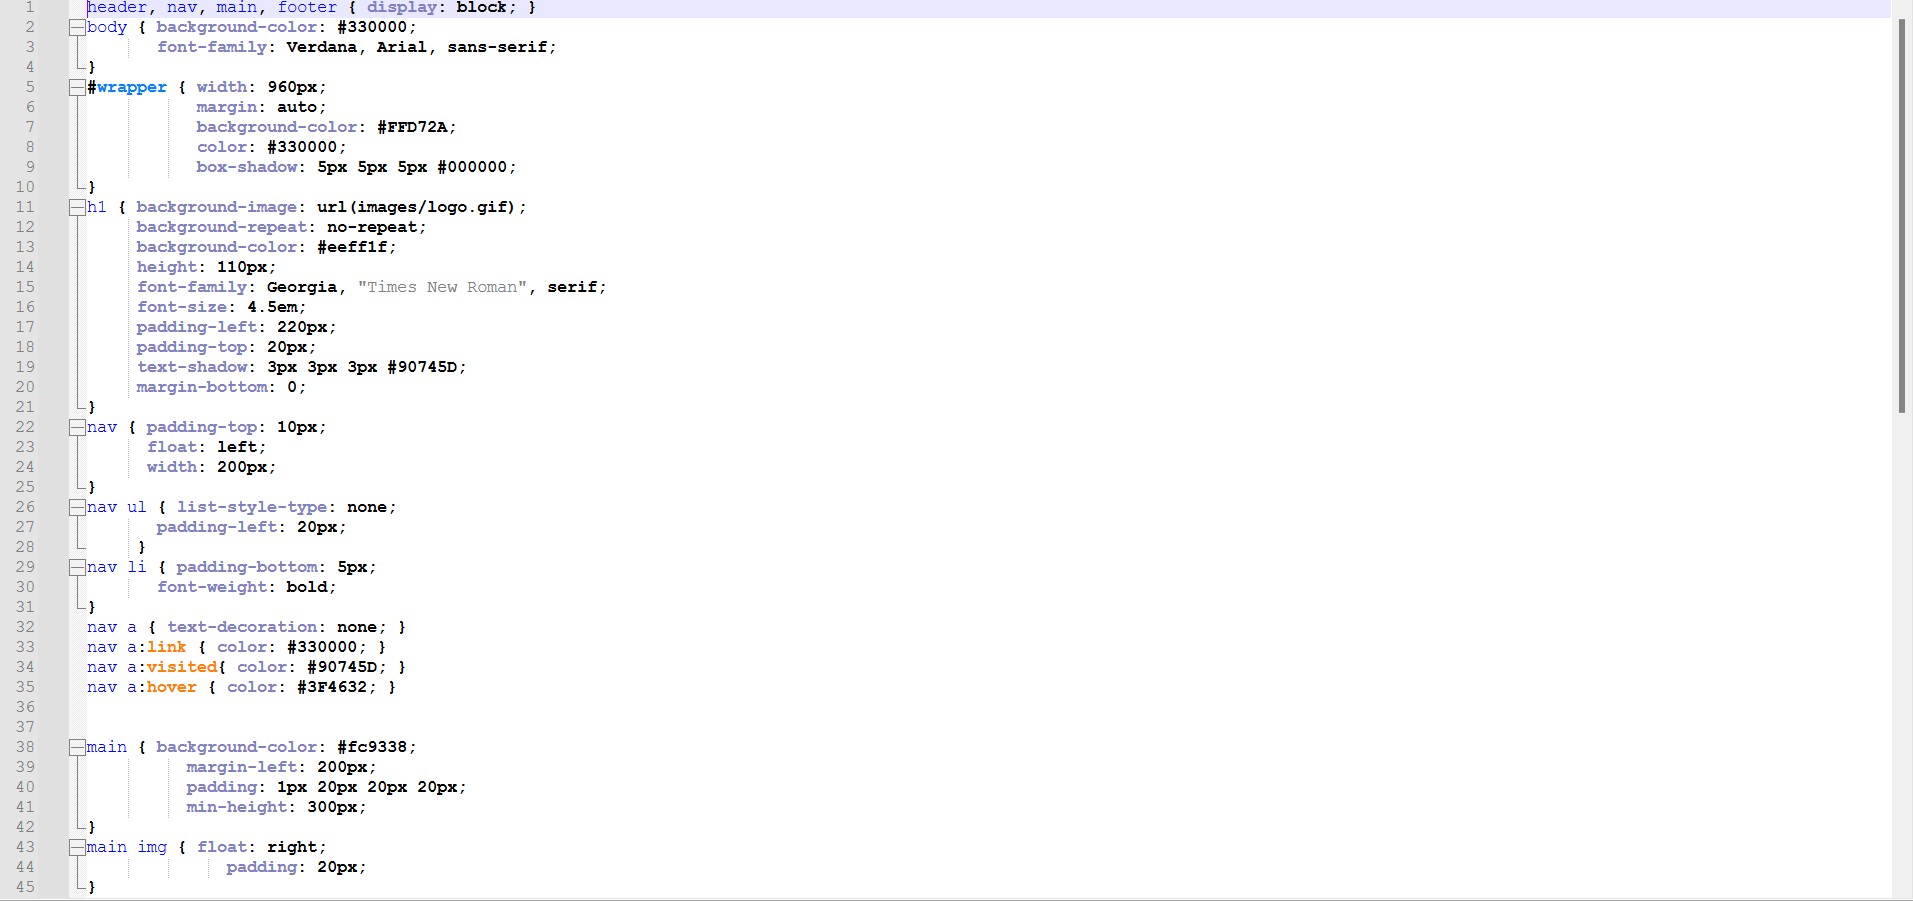 1 header, nav, main, footer { display: block; }
2 body { background-color: #330000;
3 font-family: Verdana, Arial, sans-serif;
4 }
5 #wrapper { width: 960px;
6 margin: auto;
7 background-color: #FFD72A;
8 color: #330000;
9 box-shadow: 5px 5px 5px #000000;
10 }
11 h1 { background-image: url(images/logo.gif);
12 background-repeat: no-repeat;
13 background-color: #eeff1f;
14 height: 110px;
15 font-family: Georgia, "Times New Roman", serif;
16 font-size: 4.5em;
17 padding-left: 220px;
18 padding-top: 20px;
19 text-shadow: 3px 3px 3px #90745D;
20 margin-bottom: 0;
21 }
22 nav { padding-top: 10px;
23 float: left;
24 width: 200px;
25 }
26 nav ul { list-style-type: none;
27 padding-left: 20px;
28 }
29 nav li { padding-bottom: 5px;
30 font-weight: bold;
31 }
32 nav a { text-decoration: none; }
33 nav a:link { color: #330000; }
34 nav a:visited{ color: #90745D; }
35 nav a:hover { color: #3F4632; }
36
37
38 main { background-color: #fc9338;
39 margin-left: 200px;
40 padding: 1px 20px 20px 20px;
41 min-height: 300px;
42 }
43 main img { float: right;
44 padding: 20px;
45 }